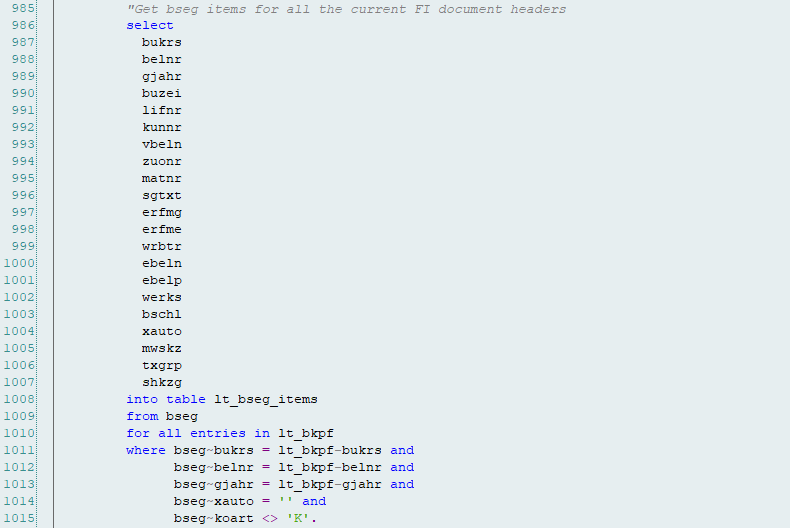 985 "Get bseg items for all the current FI document headers
986 select
987 bukrs
988 belnr
989 gjahr
990 buzei
991 lifnr
992 kunnr
993 vbeln
994 zuonr
995 matnr
996 sgtxt
997 erfmg
998 erfme
999 wrbtr
1000 ebeln
1001 ebelp
1002 werks
1003 bschl
1004 xauto
1005 mwskz
1006 txgrp
1007 shkzg
1008 into table lt_bseg_items
1009 from bseg
1010 for all entries in lt_bkpf
1011 where bseg~bukrs = lt_bkpf-bukrs and
1012 bseg~belnr = lt_bkpf-belnr and
1013 bseg~gjahr = lt_bkpf-gjahr and
1014 bseg~xauto = '' and
1015 bseg~koart <> 'K'.